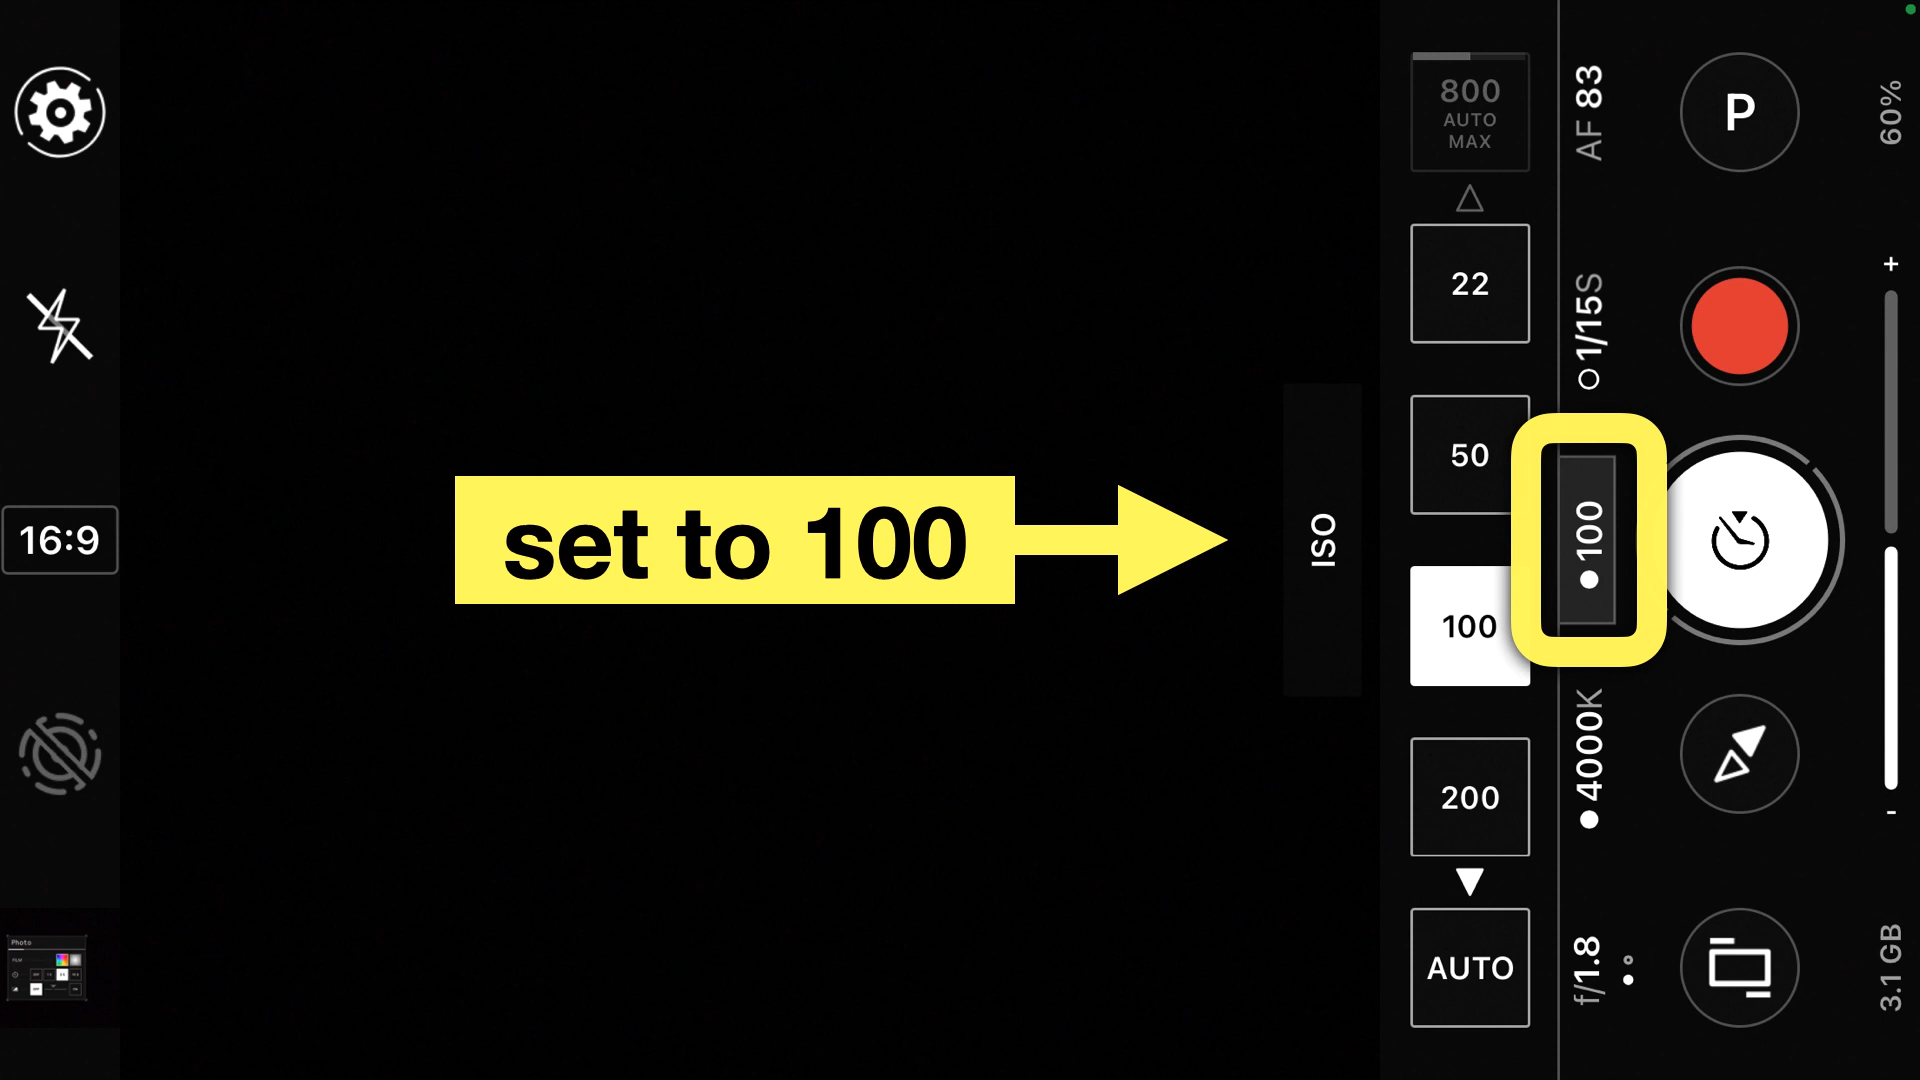 16:9
Photo
set to 100
ISO
800
AUTO
MAX
22
50
100
200
AUTO
AF 83
1/15S
100
4000K
f/1.8
P
60%
+
-
3.1 GB